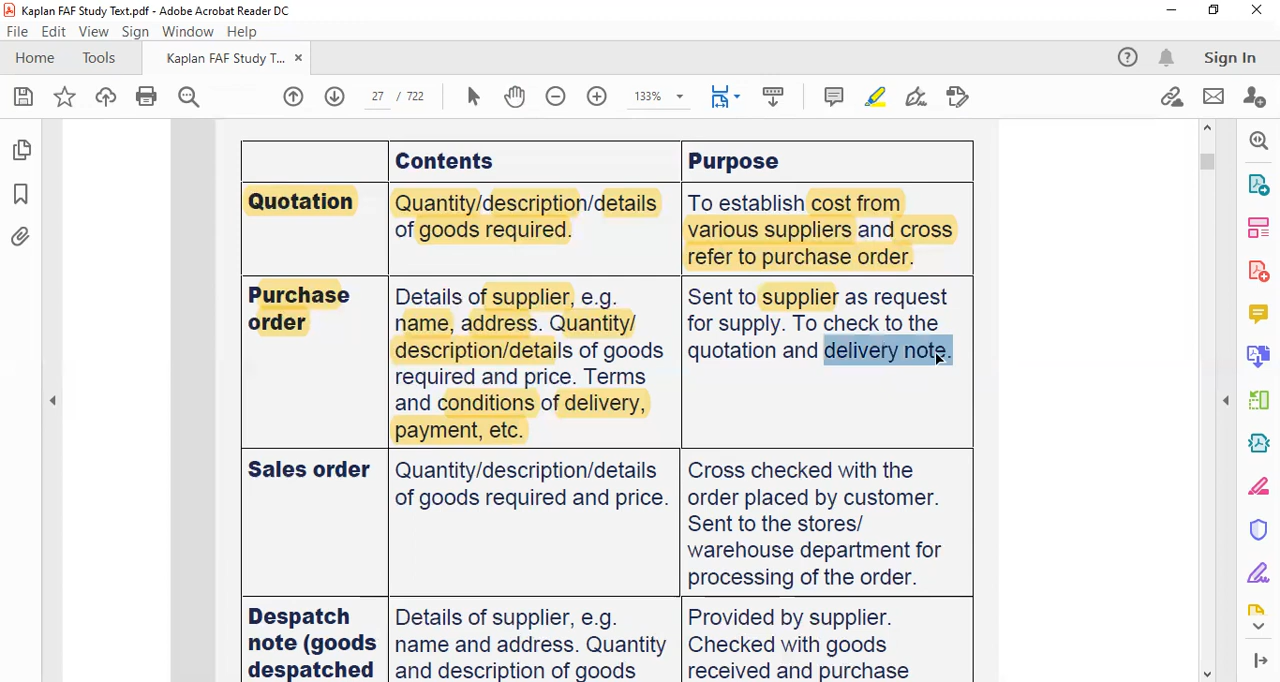 Kaplan FAF Study Text.pdf - Adobe Acrobat Reader DC
File Edit View Sign Window Help
Home Tools Kaplan FAF Study T... × Sign In
27 / 722 133%
Contents Purpose
Quotation
Quantity/description/details
of goods required.
To establish cost from
various suppliers and cross
refer to purchase order.
Purchase
order
Details of supplier, e.g.
name, address. Quantity/
description/details of goods
required and price. Terms
and conditions of delivery,
payment, etc.
Sent to supplier as request
for supply. To check to the
quotation and delivery note.
Sales order
Quantity/description/details
of goods required and price.
Cross checked with the
order placed by customer.
Sent to the stores/
warehouse department for
processing of the order.
Despatch
note (goods
despatched
Details of supplier, e.g.
name and address. Quantity
and description of goods
Provided by supplier.
Checked with goods
received and purchase